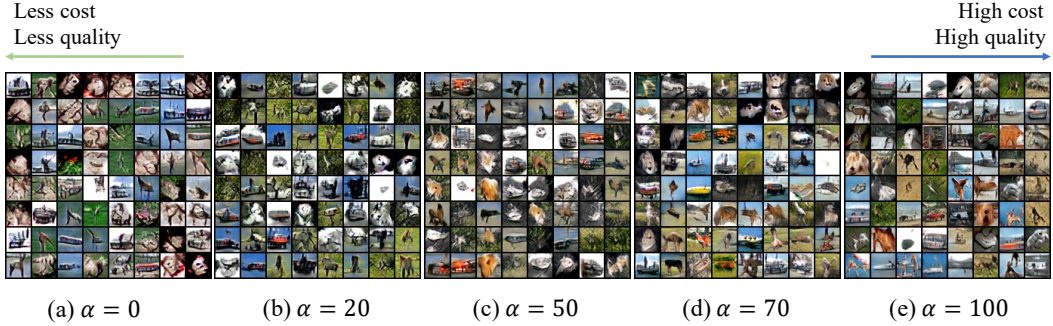 Less cost
Less quality
High cost
High quality
(a) α = 0
(b) α = 20
(c) α = 50
(d) α = 70
(e) α = 100